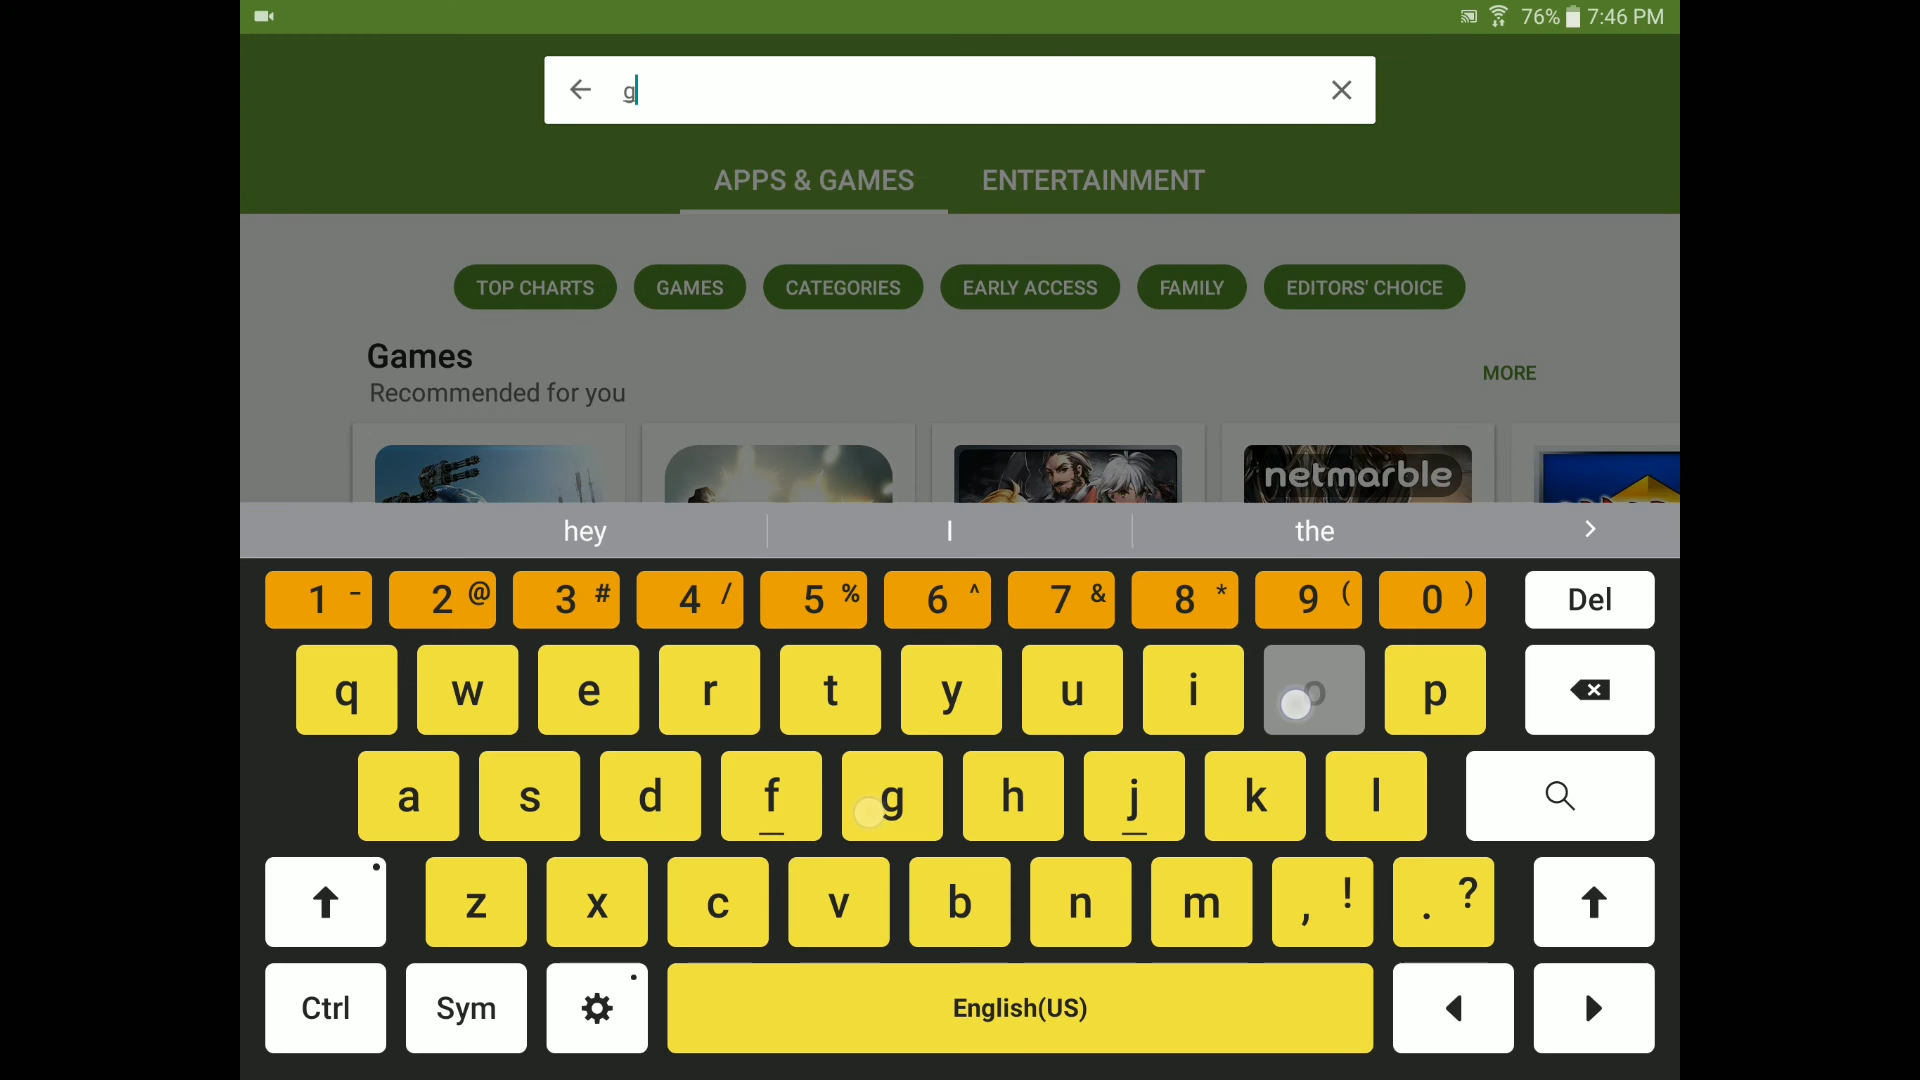 76% 7:46 PM
g
APPS & GAMES ENTERTAINMENT
TOP CHARTS GAMES CATEGORIES EARLY ACCESS FAMILY EDITORS' CHOICE
Games
Recommended for you
MORE
netmarble
hey I the
1 - 2 @ 3 # 4 / 5 % 6 ^ 7 & 8 * 9 ( 0 ) Del
q w e r t y u i o p
a s d f g h j k l
z x c v b n m , ! . ?
Ctrl Sym English(US)